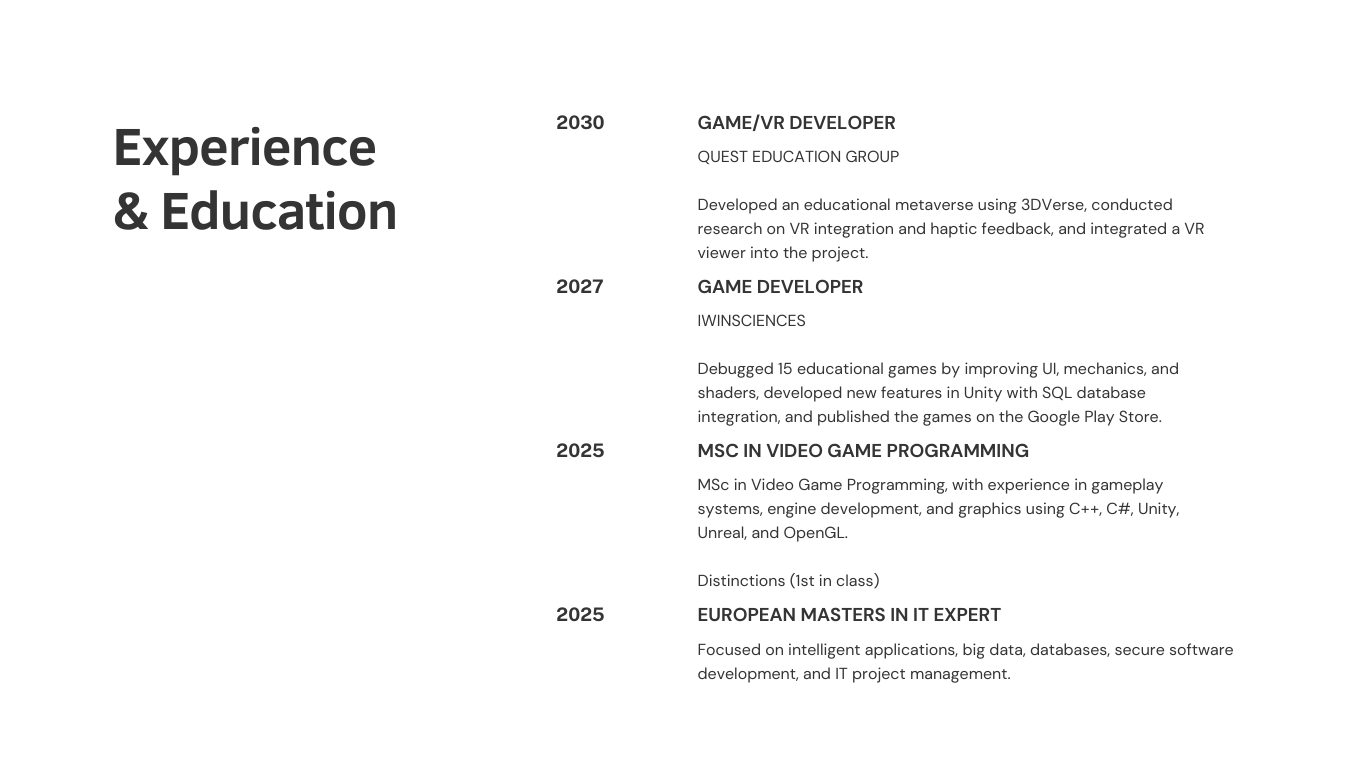 Experience
& Education
2030
GAME/VR DEVELOPER
QUEST EDUCATION GROUP
Developed an educational metaverse using 3DVerse, conducted
research on VR integration and haptic feedback, and integrated a VR
viewer into the project.
2027
GAME DEVELOPER
IWINSCIENCES
Debugged 15 educational games by improving UI, mechanics, and
shaders, developed new features in Unity with SQL database
integration, and published the games on the Google Play Store.
2025
MSC IN VIDEO GAME PROGRAMMING
MSc in Video Game Programming, with experience in gameplay
systems, engine development, and graphics using C++, C#, Unity,
Unreal, and OpenGL.
Distinctions (1st in class)
2025
EUROPEAN MASTERS IN IT EXPERT
Focused on intelligent applications, big data, databases, secure software
development, and IT project management.